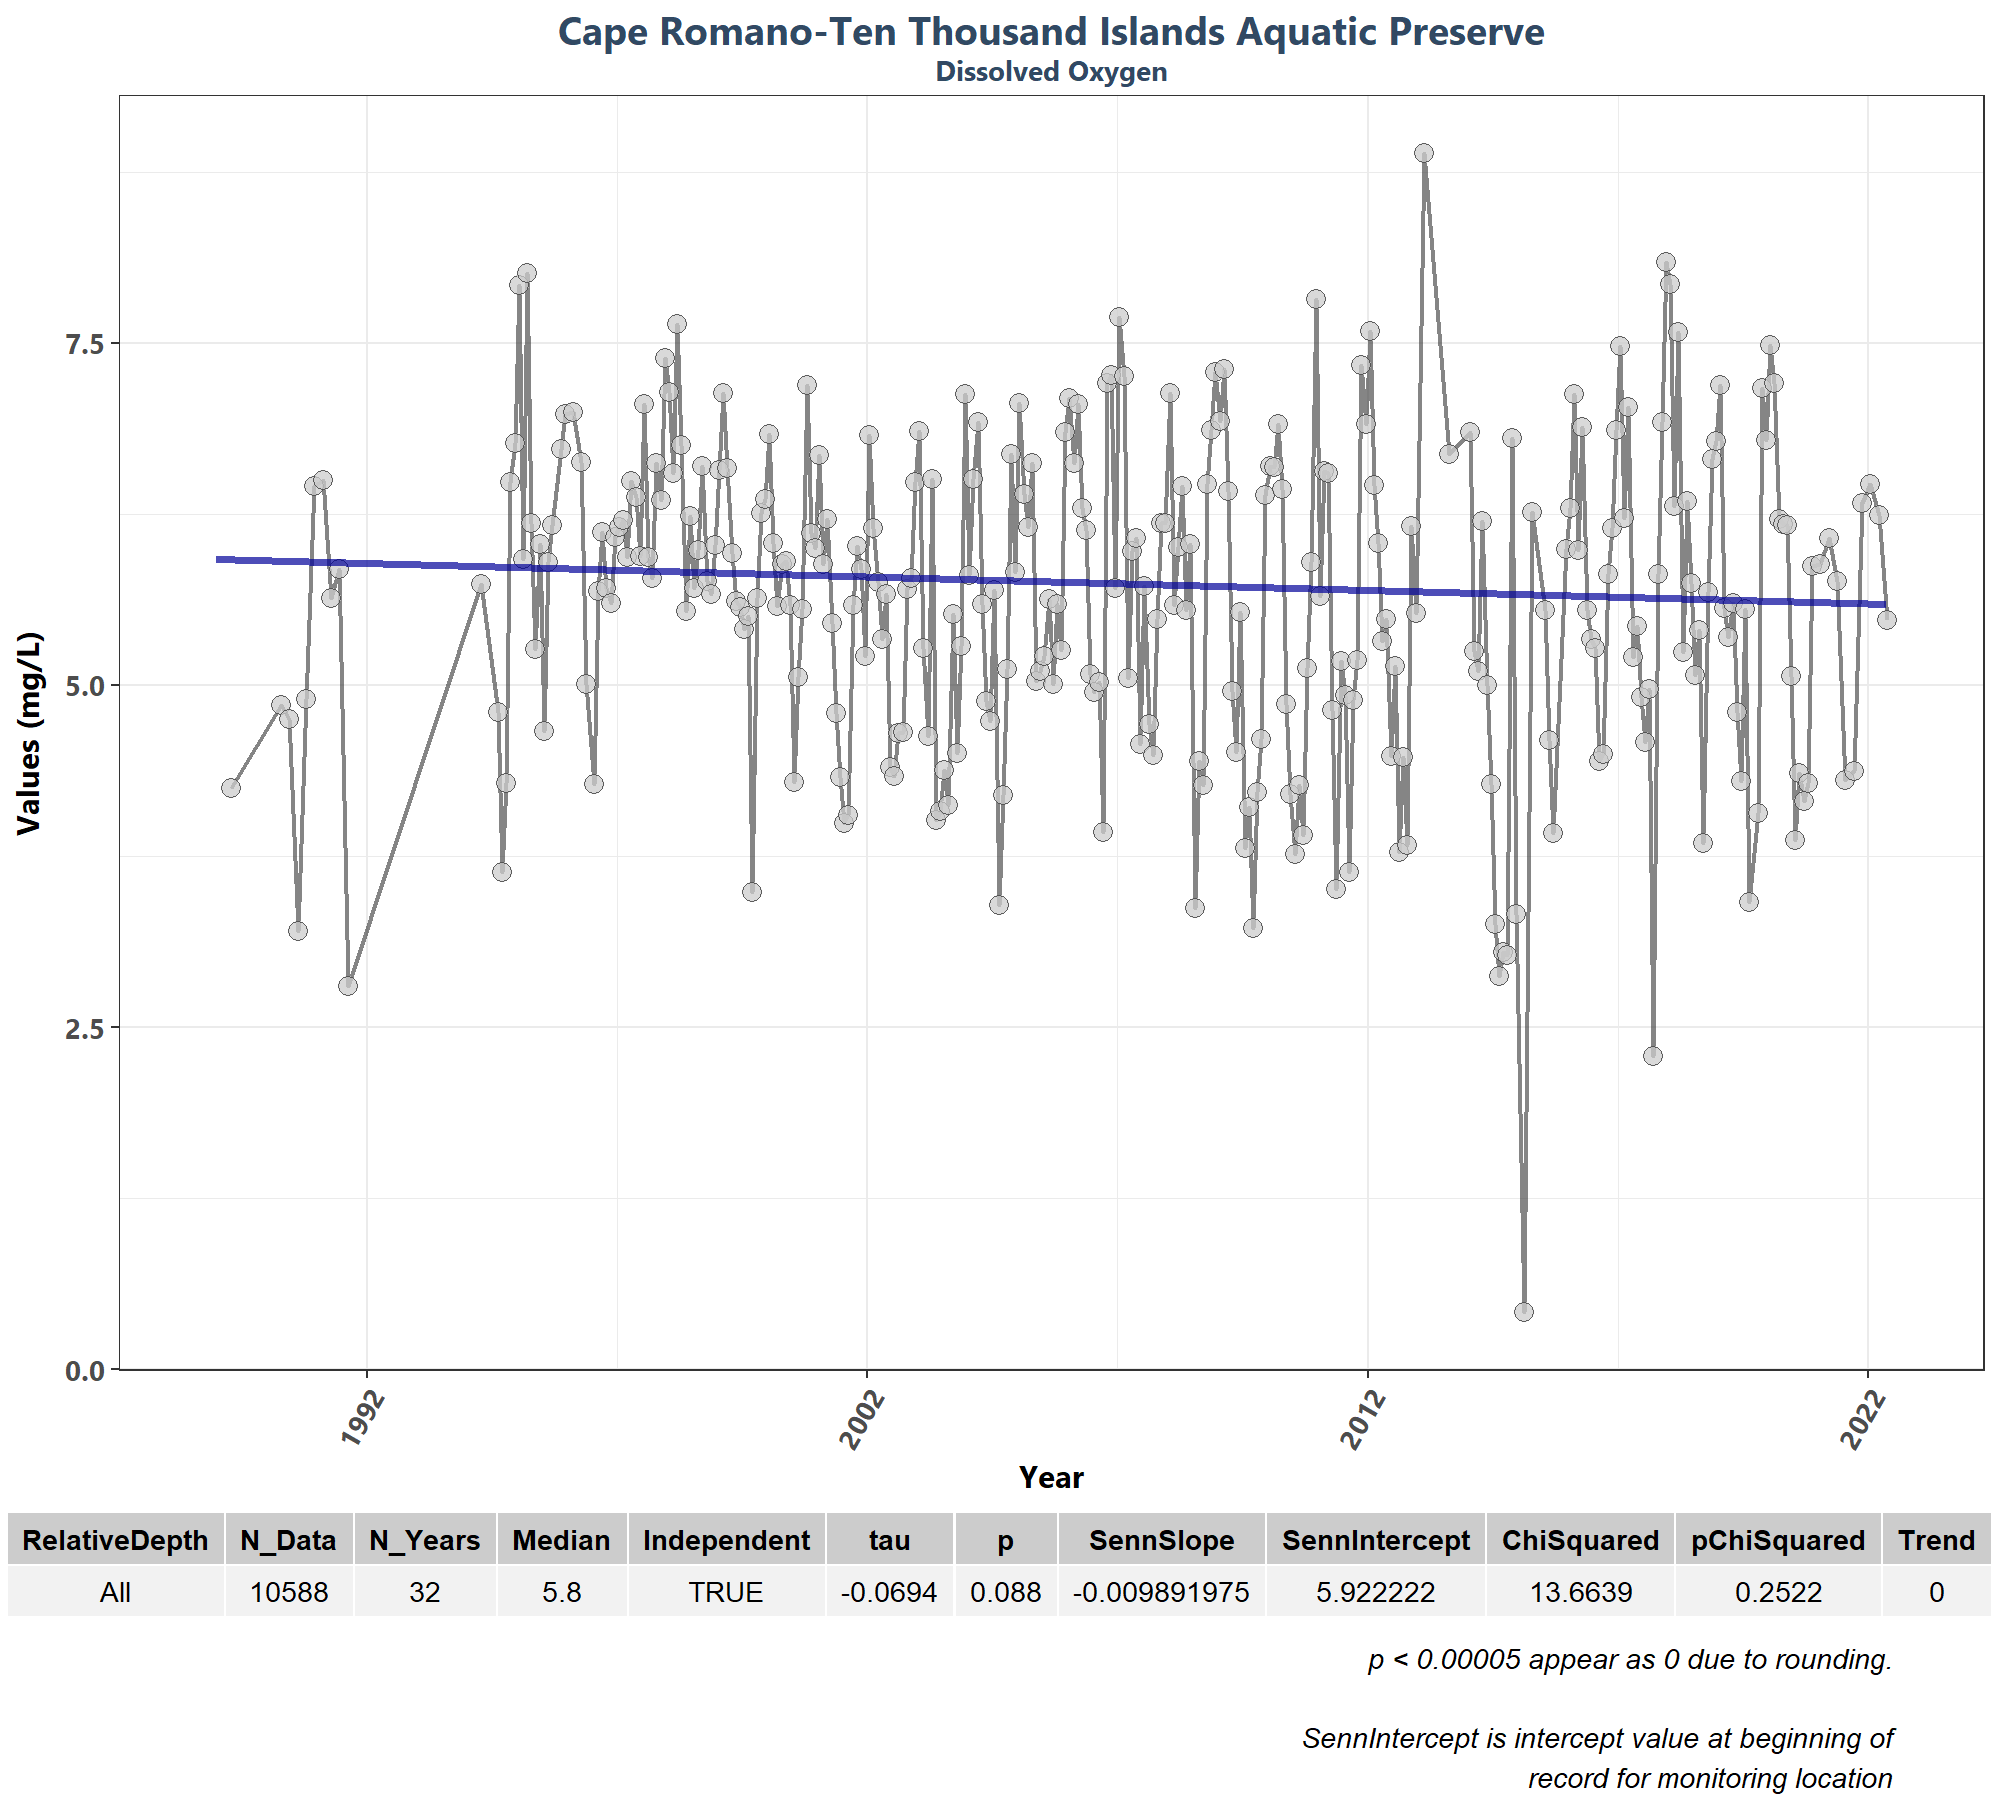 Cape Romano-Ten Thousand Islands Aquatic Preserve
Dissolved Oxygen
Values (mg/L)
7.5
5.0
2.5
0.0
1992 2002 2012 2022
Year
RelativeDepth N_Data N_Years Median Independent tau p SennSlope SennIntercept ChiSquared pChiSquared Trend
All 10588 32 5.8 TRUE -0.0694 0.088 -0.009891975 5.922222 13.6639 0.2522 0
p < 0.00005 appear as 0 due to rounding.
SennIntercept is intercept value at beginning of
record for monitoring location